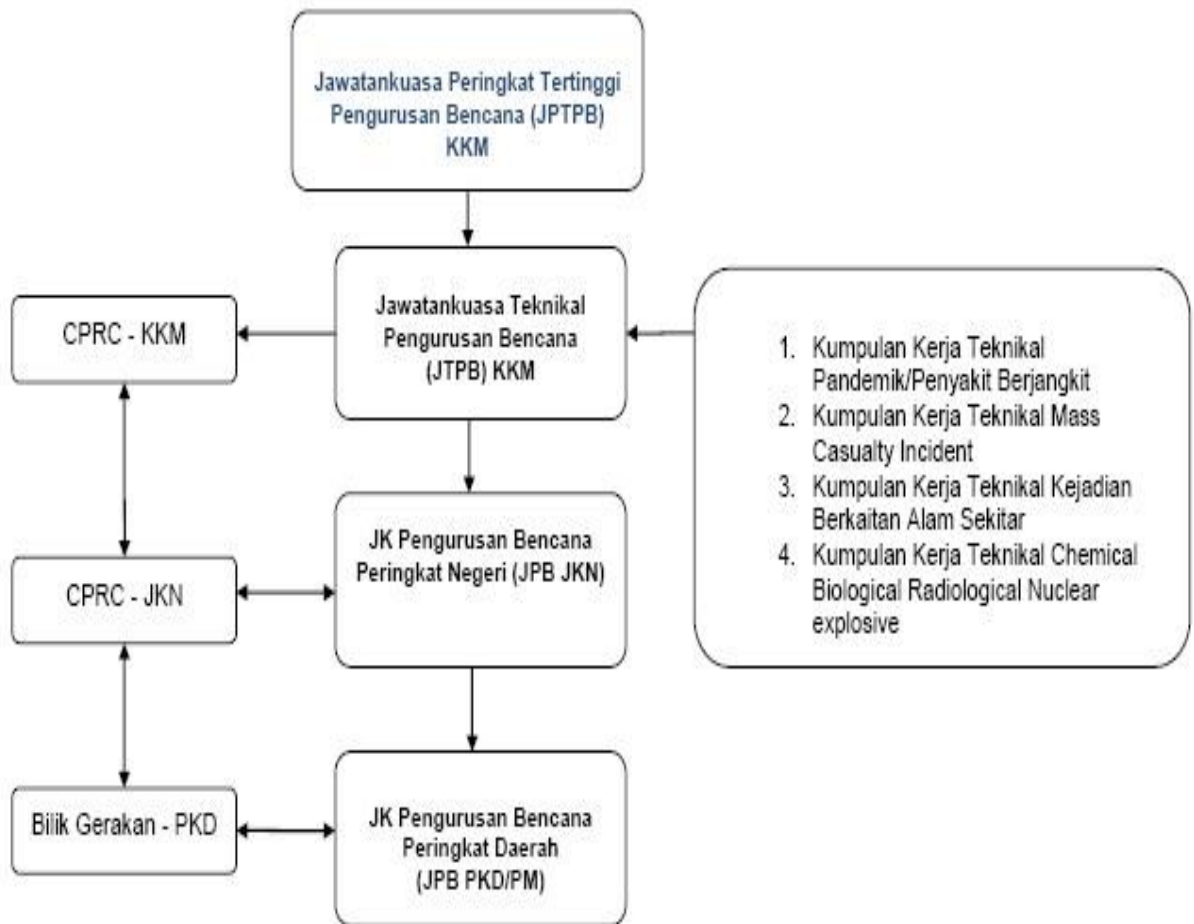 Jawatankuasa Peringkat Tertinggi
Pengurusan Bencana (JPTPB)
KKM
Jawatankuasa Teknikal
Pengurusan Bencana
(JTPB) KKM
CPRC - KKM
1. Kumpulan Kerja Teknikal
Pandemik/Penyakit Berjangkit
2. Kumpulan Kerja Teknikal Mass
Casualty Incident
3. Kumpulan Kerja Teknikal Kejadian
Berkaitan Alam Sekitar
4. Kumpulan Kerja Teknikal Chemical
Biological Radiological Nuclear
explosive
JK Pengurusan Bencana
Peringkat Negeri (JPB JKN)
CPRC - JKN
Bilik Gerakan - PKD
JK Pengurusan Bencana
Peringkat Daerah
(JPB PKD/PM)